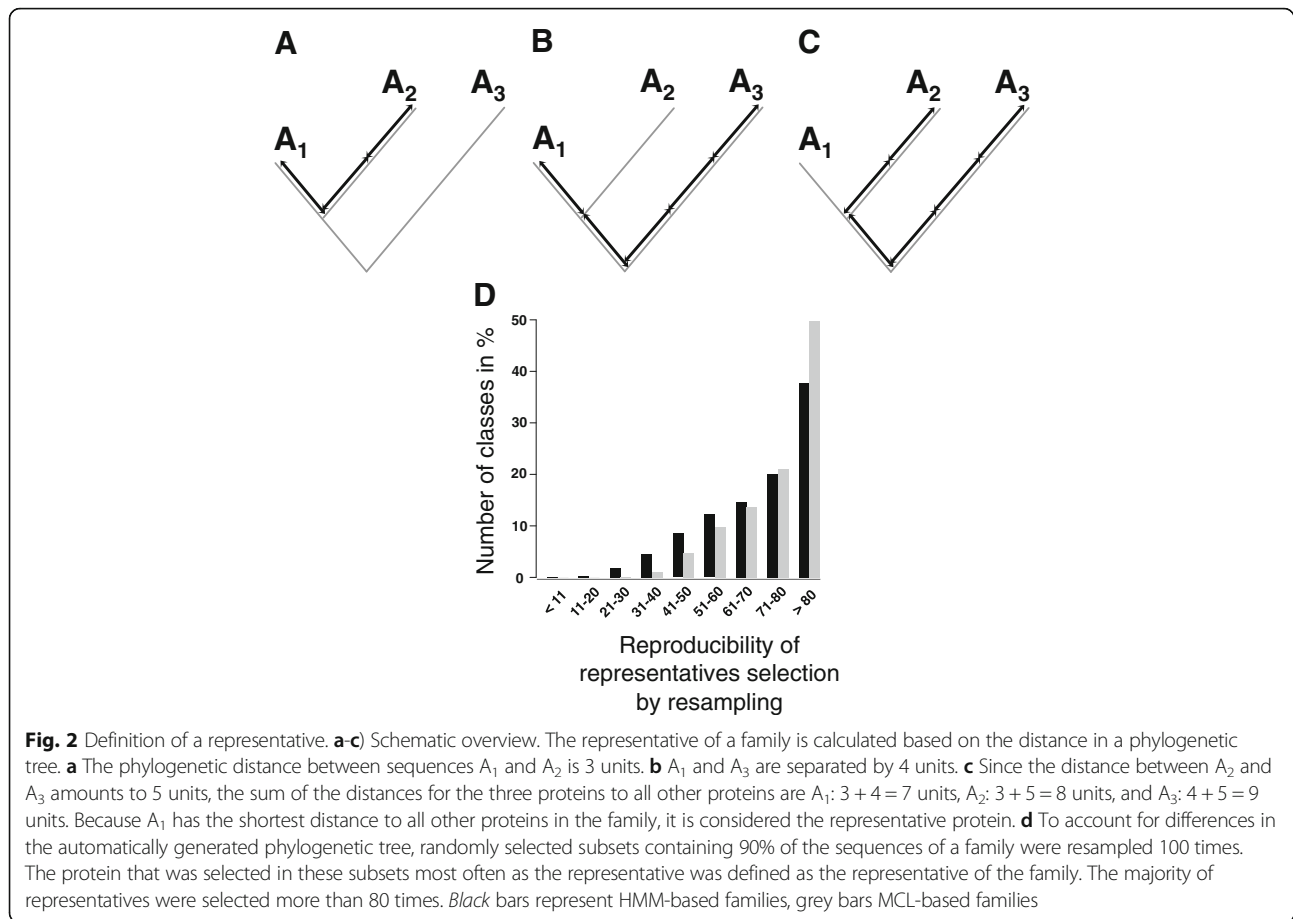 A
B
C
A₁
A₂
A₃
A₁
A₂
A₃
A₁
A₂
A₃
D
Number of classes in %
50
40
30
20
10
0
< 11
11-20
21-30
31-40
41-50
51-60
61-70
71-80
> 80
Reproducibility of
representatives selection
by resampling
Fig. 2 Definition of a representative. a-c) Schematic overview. The representative of a family is calculated based on the distance in a phylogenetic
tree. a The phylogenetic distance between sequences A₁ and A₂ is 3 units. b A₁ and A₃ are separated by 4 units. c Since the distance between A₂ and
A₃ amounts to 5 units, the sum of the distances for the three proteins to all other proteins are A₁: 3 + 4 = 7 units, A₂: 3 + 5 = 8 units, and A₃: 4 + 5 = 9
units. Because A₁ has the shortest distance to all other proteins in the family, it is considered the representative protein. d To account for differences in
the automatically generated phylogenetic tree, randomly selected subsets containing 90% of the sequences of a family were resampled 100 times.
The protein that was selected in these subsets most often as the representative was defined as the representative of the family. The majority of
representatives were selected more than 80 times. Black bars represent HMM-based families, grey bars MCL-based families